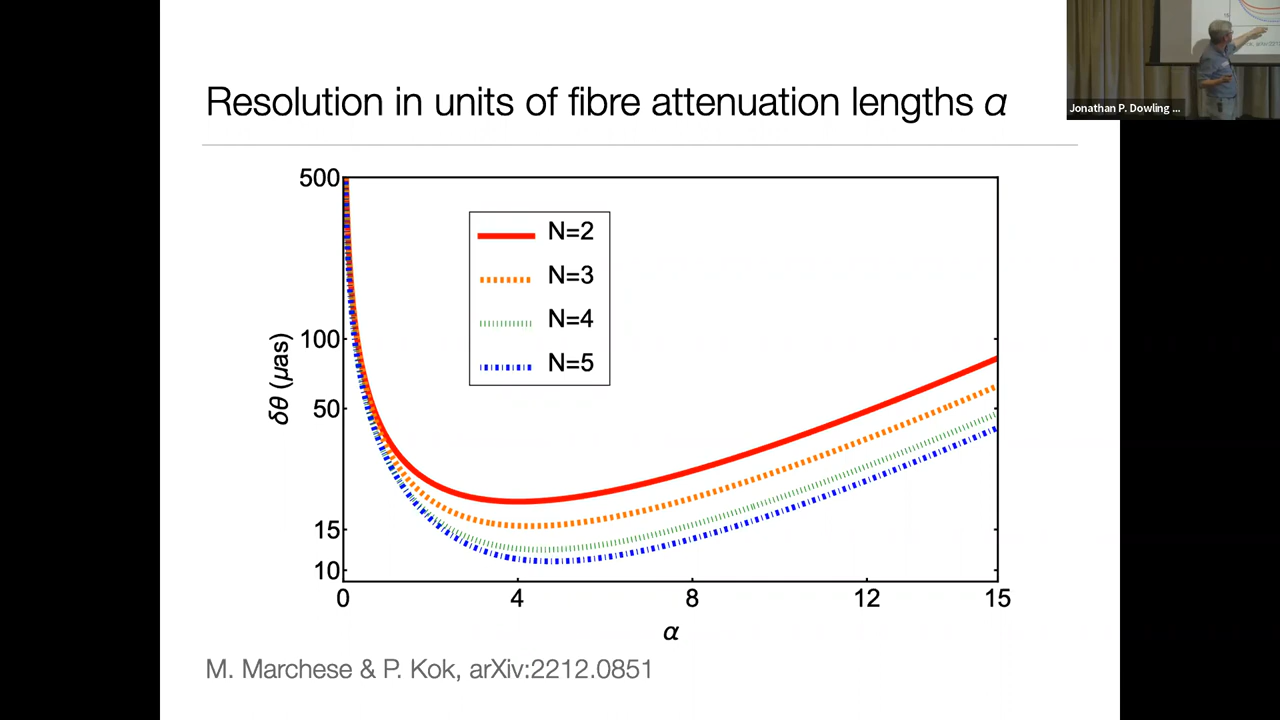 Resolution in units of fibre attenuation lengths α
Jonathan P. Dowling ...
500
100
50
15
10
δθ (μas)
N=2
N=3
N=4
N=5
0 4 8 12 15
α
M. Marchese & P. Kok, arXiv:2212.0851